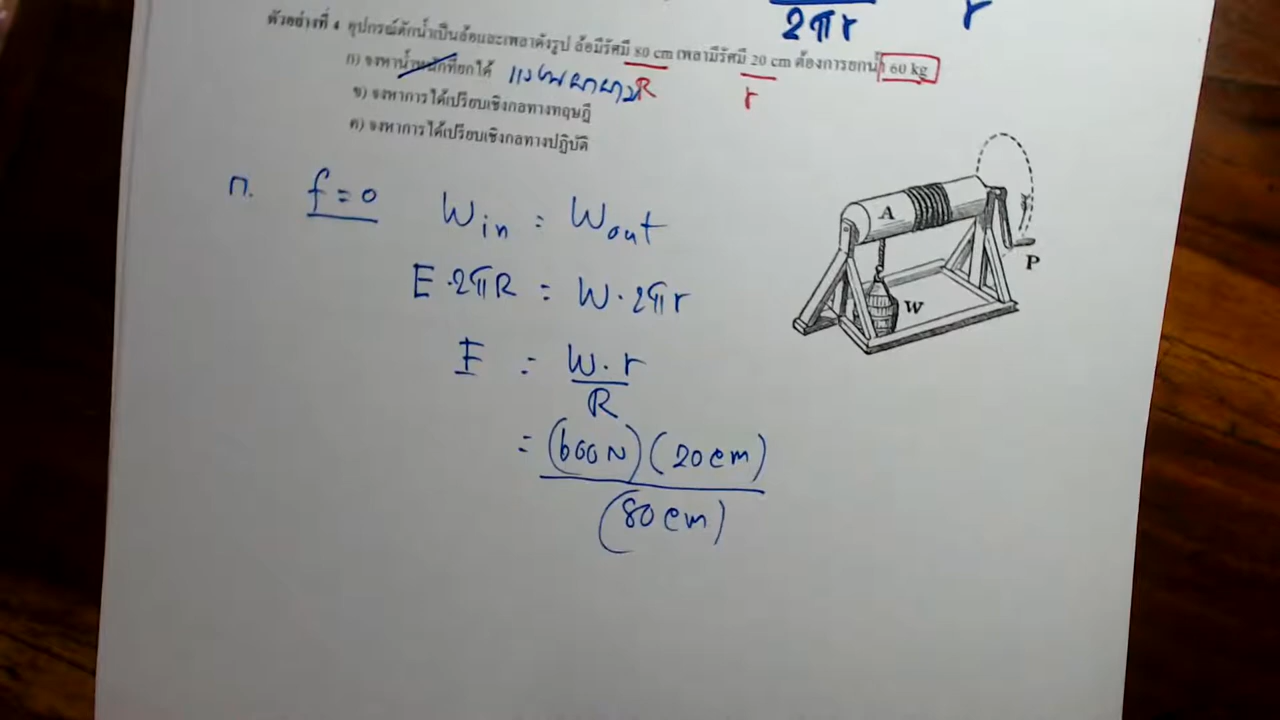 2πr
r
ตัวอย่างที่ 4 อุปกรณ์ตักน้ำเป็นล้อและเพลาดังรูป ล้อมีรัศมี 80 cm เพลามีรัศมี 20 cm ต้องการยกน้ำ 60 kg
ก) จงหาน้ำหนักที่ยกได้ แรงพยายาม R r
ข) จงหาการได้เปรียบเชิงกลทางทฤษฎี
ค) จงหาการได้เปรียบเชิงกลทางปฏิบัติ
ก. f = 0 Win = Wout
E · 2πR = W · 2πr
E = W · r / R
= (600N)(20cm)
(80cm)
A
P
W